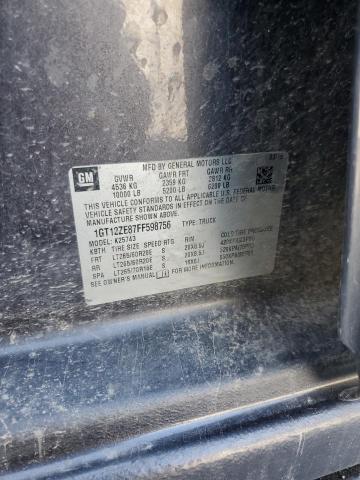 GM
MFD BY GENERAL MOTORS LLC
GVWR GAWR FRT GAWR RR
4536 KG 2359 KG 2812 KG
10000 LB 5200 LB 6200 LB
THIS VEHICLE CONFORMS TO ALL APPLICABLE U.S. FEDERAL MOTOR
VEHICLE SAFETY STANDARDS IN EFFECT ON THE DATE OF
MANUFACTURE SHOWN ABOVE.
1GT12ZE87FF598756 TYPE: TRUCK
MODEL: K25743
TIRE SIZE SPEED RTG RIM COLD TIRE PRESSURE
FRT LT265/60R20E S 20X8.5J
RR LT265/60R20E S 20X8.5J
SPA LT265/70R18E S
SEE OWNER'S MANUAL FOR MORE INFORMATION.